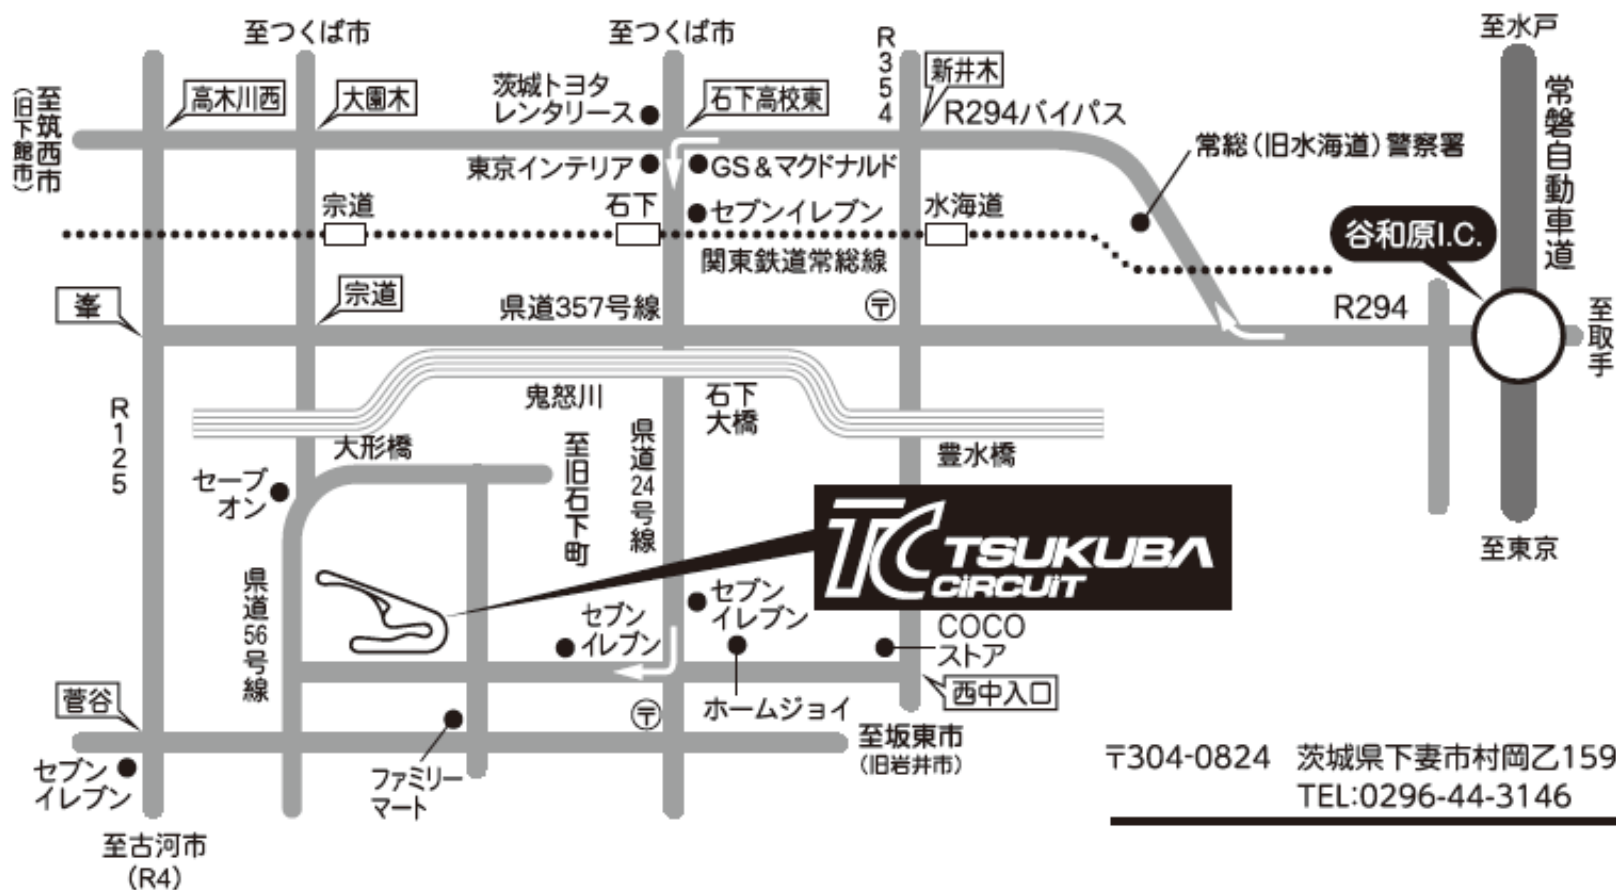 至つくば市
至つくば市
R354
至水戸
高木川西
大園木
茨城トヨタ
レンタリース
石下高校東
新井木
R294バイパス
常磐自動車道
至筑西市
(旧下館市)
東京インテリア
GS&マクドナルド
常総(旧水海道)警察署
宗道
石下
セブンイレブン
水海道
谷和原I.C.
関東鉄道常総線
峯
宗道
県道357号線
〒
R294
至取手
R125
鬼怒川
石下
大橋
大形橋
至旧石下町
県道24号線
豊水橋
セーブ
オン
TC TSUKUBA
CIRCUIT
至東京
県道56号線
セブン
イレブン
セブン
イレブン
COCO
ストア
菅谷
〒
ホームジョイ
西中入口
至坂東市
(旧岩井市)
セブン
イレブン
ファミリー
マート
〒304-0824 茨城県下妻市村岡乙159
TEL:0296-44-3146
至古河市
(R4)